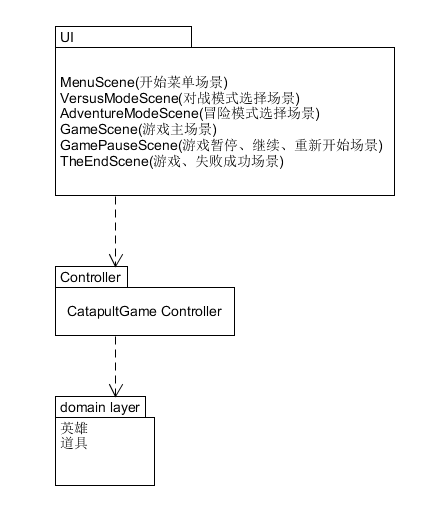 UI
MenuScene(开始菜单场景)
VersusModeScene(对战模式选择场景)
AdventureModeScene(冒险模式选择场景)
GameScene(游戏主场景)
GamePauseScene(游戏暂停、继续、重新开始场景)
TheEndScene(游戏、失败成功场景)
Controller
CatapultGame Controller
domain layer
英雄
道具